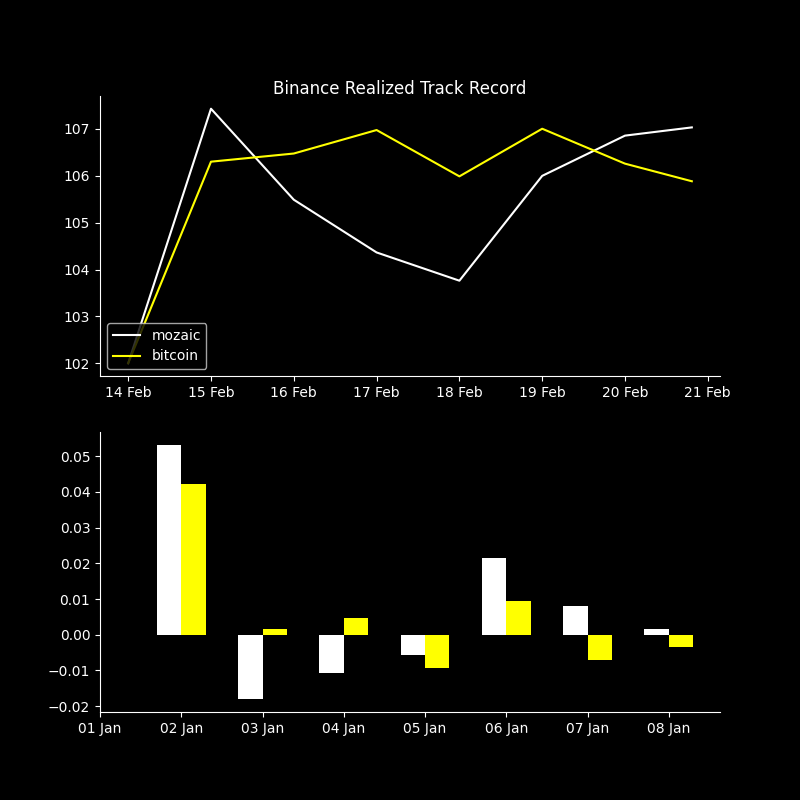 Binance Realized Track Record
107
106
105
104
103
102
mozaic
bitcoin
14 Feb 15 Feb 16 Feb 17 Feb 18 Feb 19 Feb 20 Feb 21 Feb
0.05
0.04
0.03
0.02
0.01
0.00
−0.01
−0.02
01 Jan 02 Jan 03 Jan 04 Jan 05 Jan 06 Jan 07 Jan 08 Jan